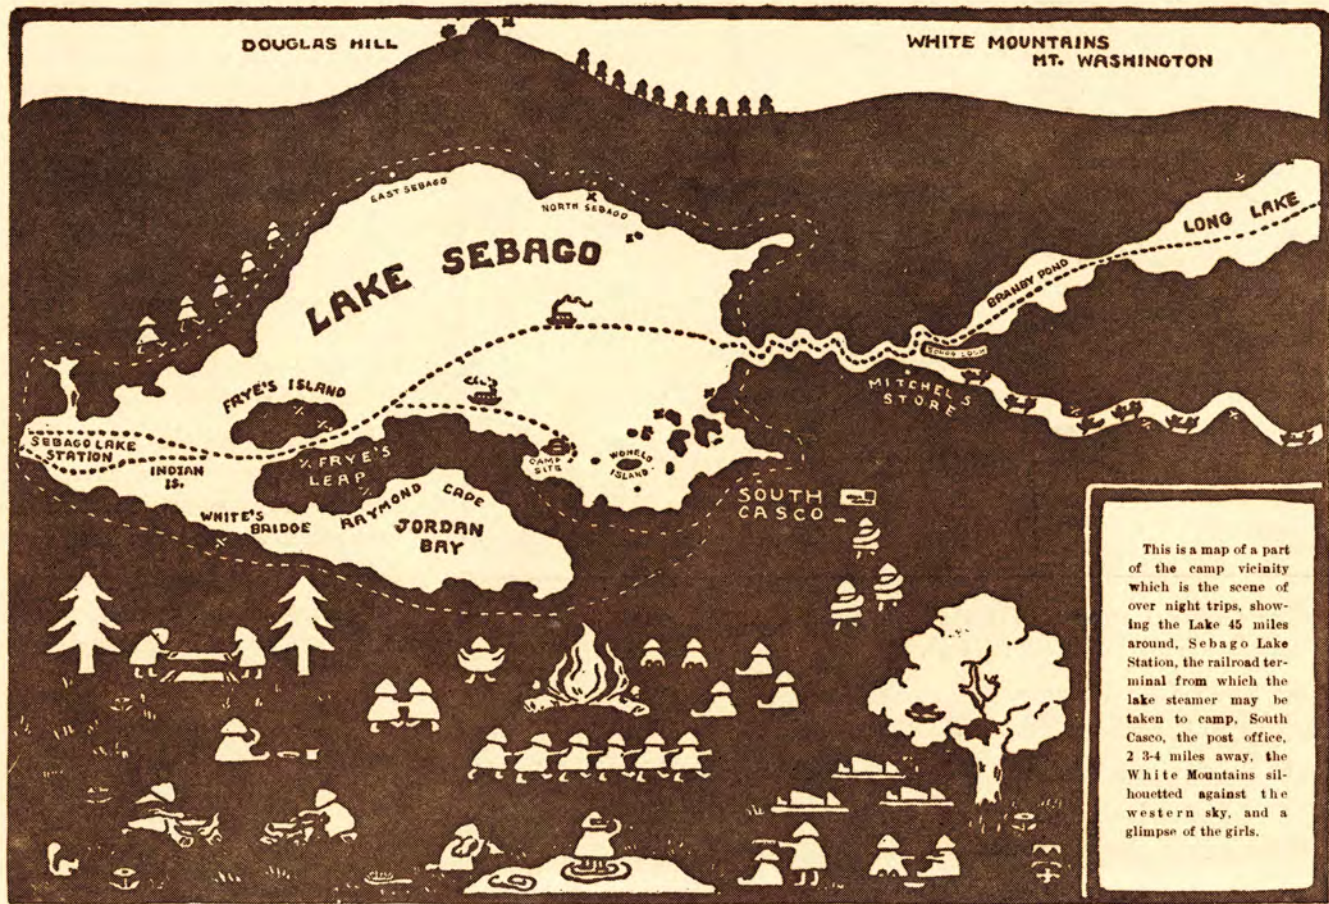 DOUGLAS HILL
WHITE MOUNTAINS
MT. WASHINGTON
EAST SEBAGO
NORTH SEBAGO
LAKE SEBAGO
LONG LAKE
BRANDY POND
SONGO LOCK
MITCHEL'S
STORE
FRYE'S ISLAND
SEBAGO LAKE
STATION
INDIAN
IS.
FRYE'S
LEAP
CAMP
SITE
WOHELO
ISLAND
WHITE'S
BRIDGE
RAYMOND CAPE
JORDAN
BAY
SOUTH
CASCO
This is a map of a part
of the camp vicinity
which is the scene of
over night trips, show-
ing the Lake 45 miles
around, Sebago Lake
Station, the railroad ter-
minal from which the
lake steamer may be
taken to camp, South
Casco, the post office,
2 3-4 miles away, the
White Mountains sil-
houetted against the
western sky, and a
glimpse of the girls.